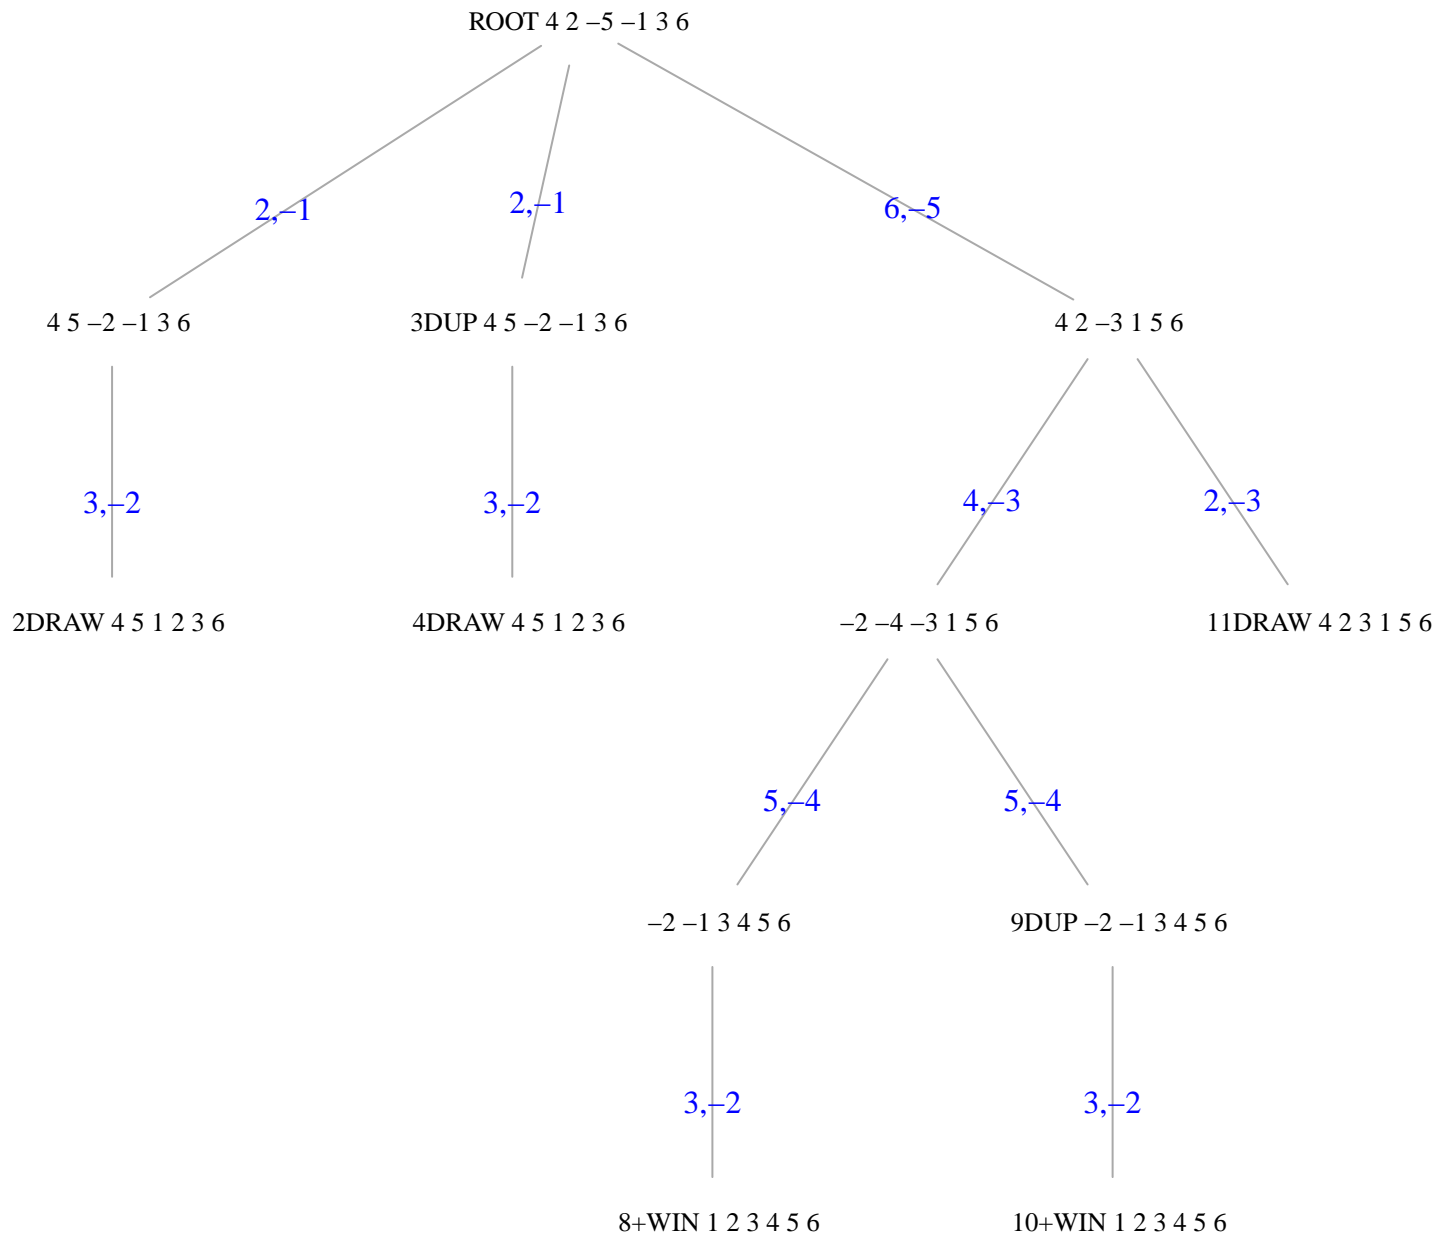 ROOT 4 2 –5 –1 3 6
2,–1
2,–1
6,–5
4 5 –2 –1 3 6
3DUP 4 5 –2 –1 3 6
4 2 –3 1 5 6
3,–2
3,–2
4,–3
2,–3
2DRAW 4 5 1 2 3 6
4DRAW 4 5 1 2 3 6
–2 –4 –3 1 5 6
11DRAW 4 2 3 1 5 6
5,–4
5,–4
–2 –1 3 4 5 6
9DUP –2 –1 3 4 5 6
3,–2
3,–2
8+WIN 1 2 3 4 5 6
10+WIN 1 2 3 4 5 6